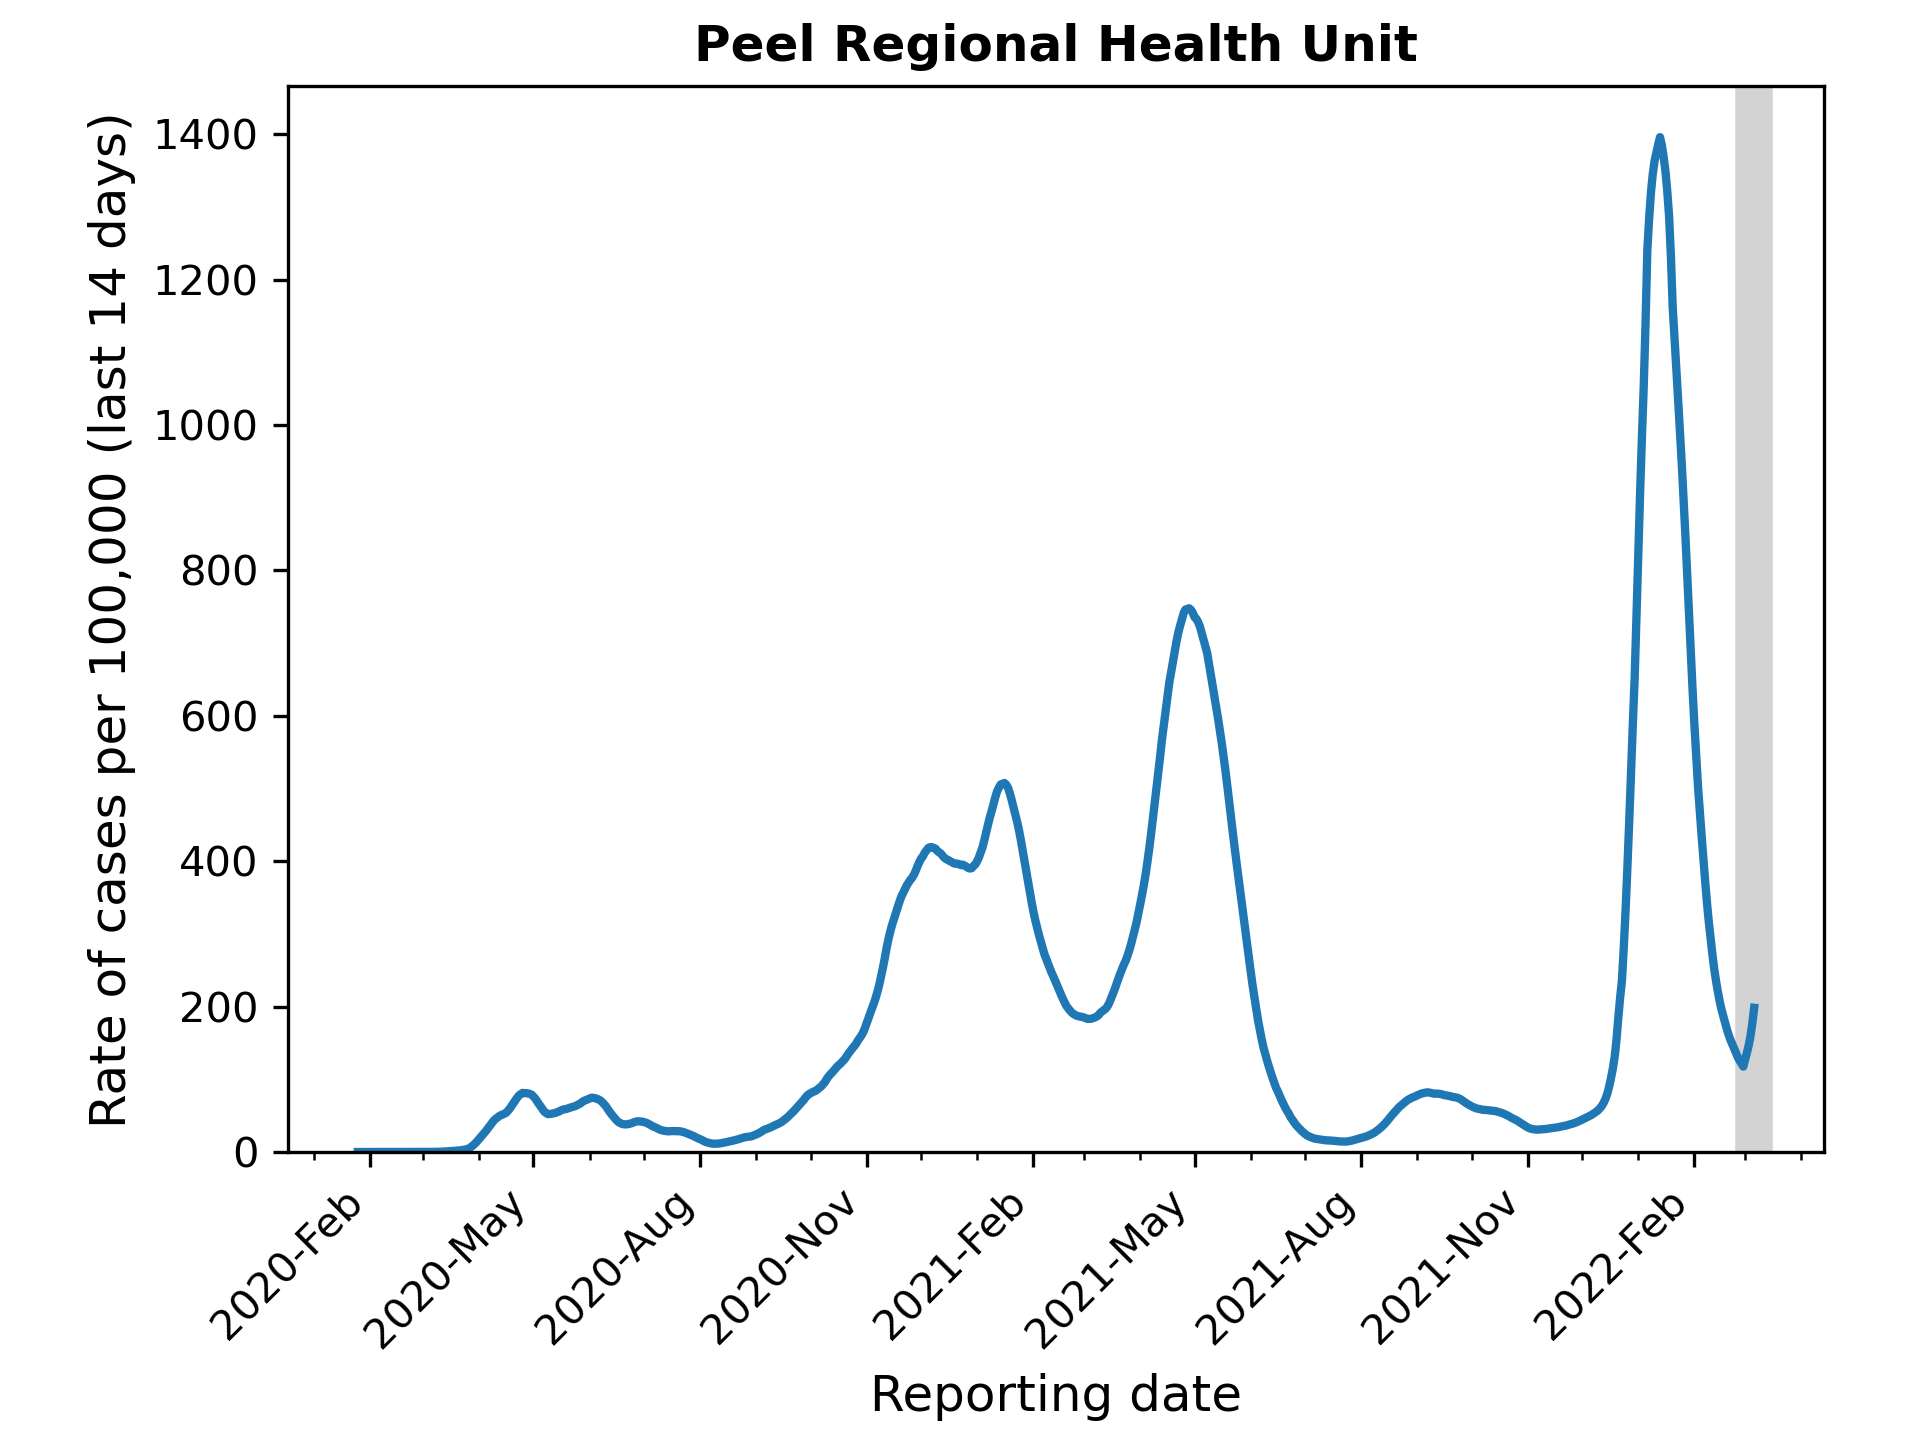 Peel Regional Health Unit
Rate of cases per 100,000 (last 14 days)
1400
1200
1000
800
600
400
200
0
2020-Feb
2020-May
2020-Aug
2020-Nov
2021-Feb
2021-May
2021-Aug
2021-Nov
2022-Feb
Reporting date